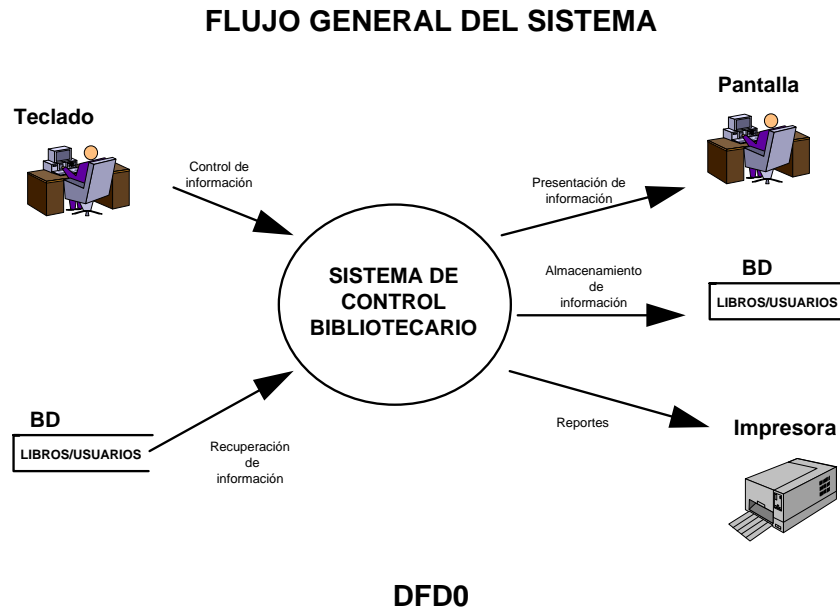 FLUJO GENERAL DEL SISTEMA
Teclado
Control de
información
BD
LIBROS/USUARIOS
Recuperación
de
información
SISTEMA DE
CONTROL
BIBLIOTECARIO
Pantalla
Presentación de
información
Almacenamiento
de
información
BD
LIBROS/USUARIOS
Reportes
Impresora
DFD0